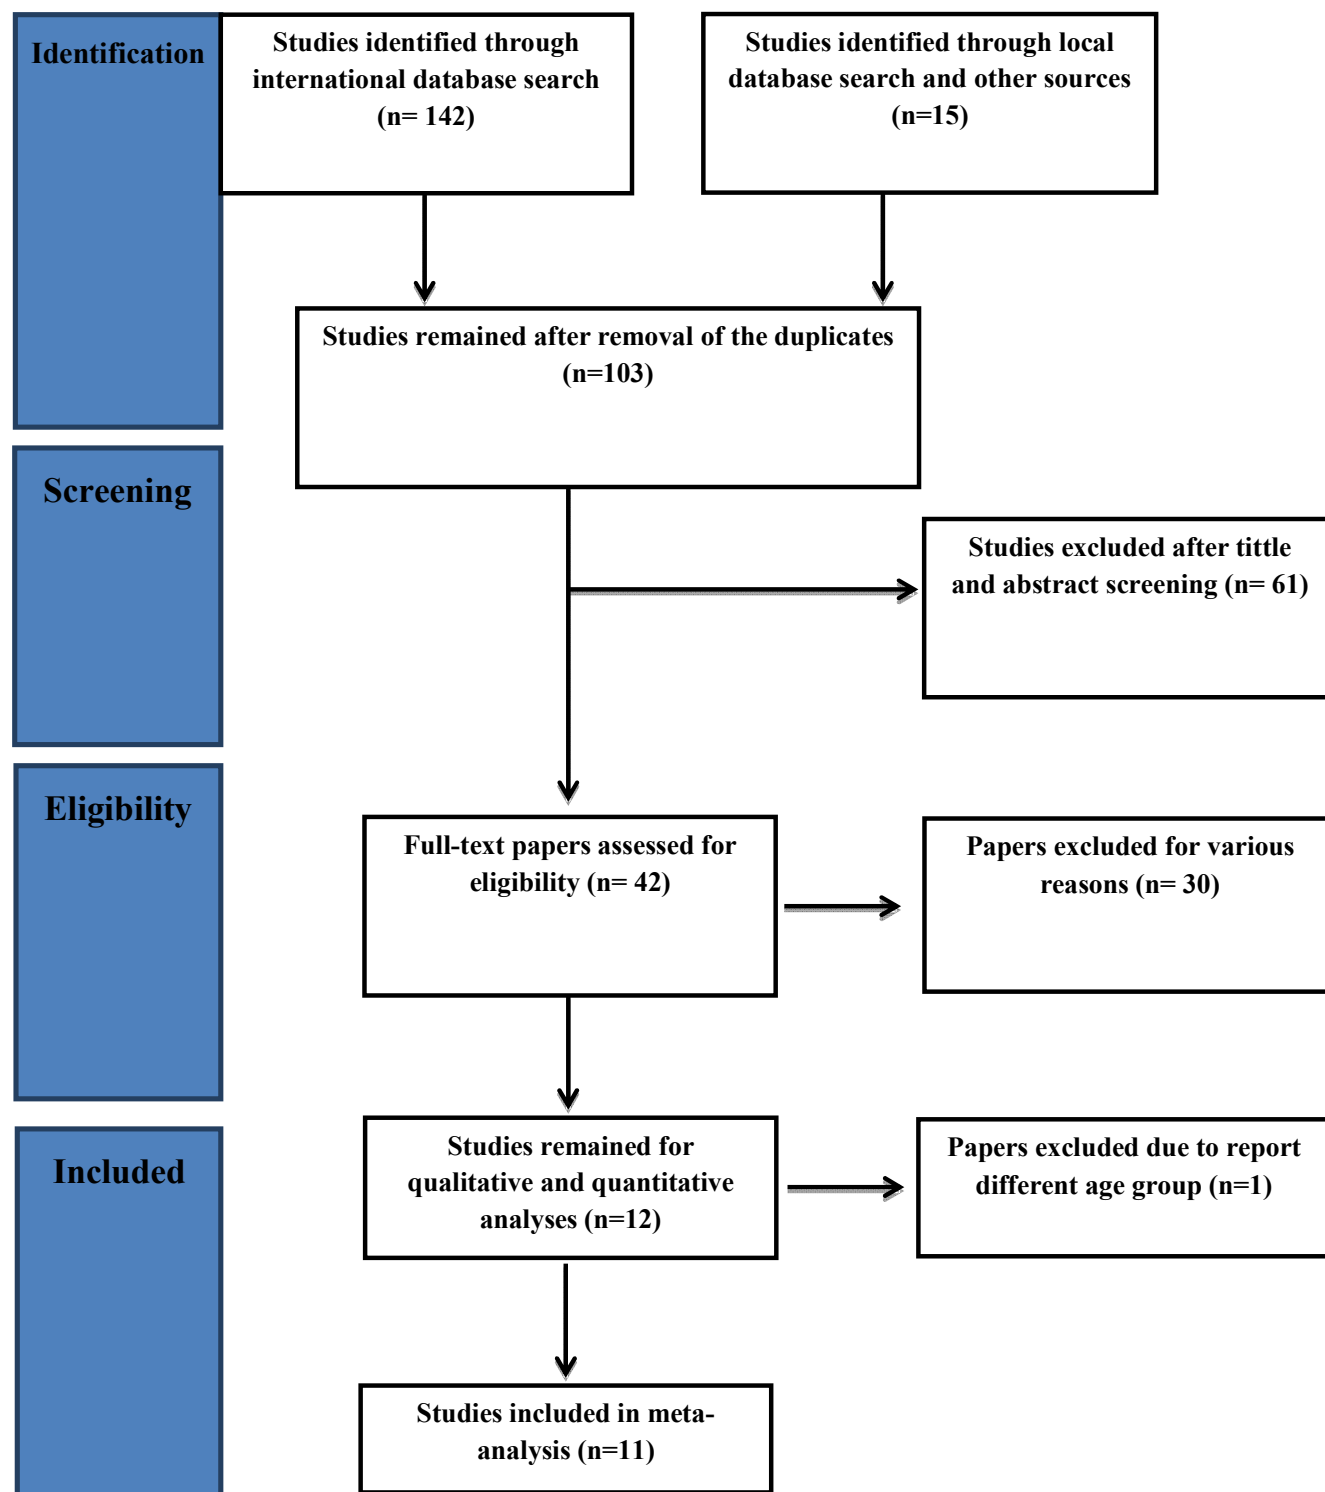 Identification
Studies identified through
international database search
(n= 142)
Studies identified through local
database search and other sources
(n=15)
Studies remained after removal of the duplicates
(n=103)
Screening
Studies excluded after tittle
and abstract screening (n= 61)
Eligibility
Full-text papers assessed for
eligibility (n= 42)
Papers excluded for various
reasons (n= 30)
Included
Studies remained for
qualitative and quantitative
analyses (n=12)
Papers excluded due to report
different age group (n=1)
Studies included in meta-
analysis (n=11)